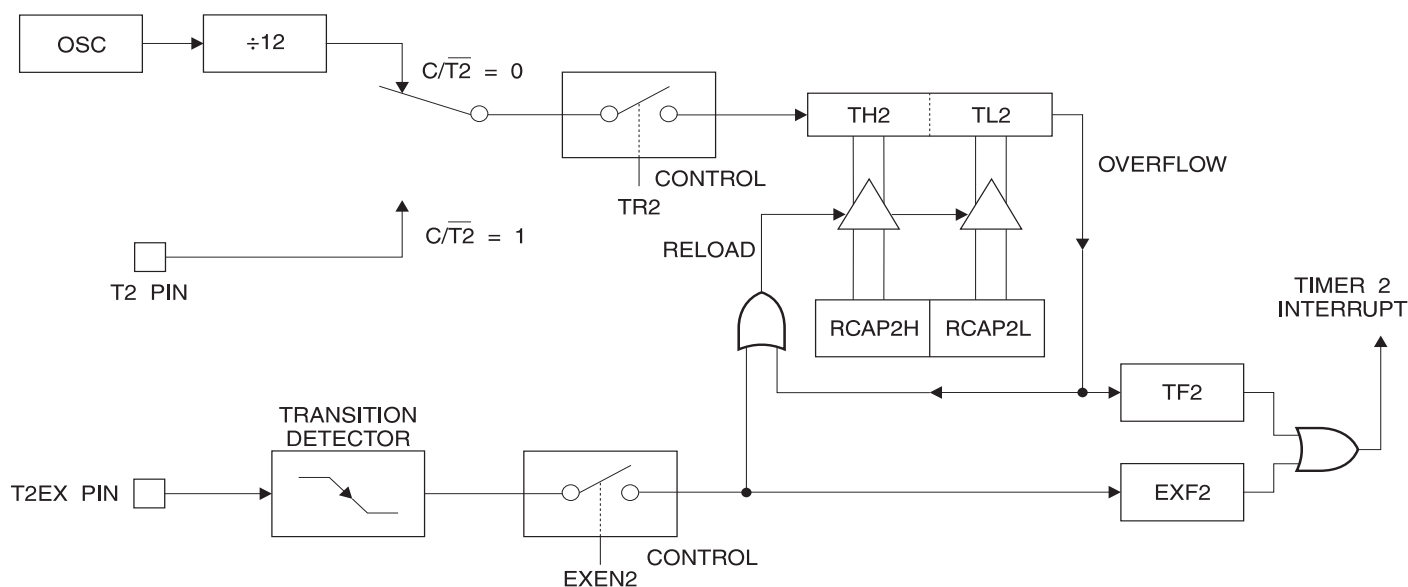 OSC
÷12
C/T2̅ = 0
TH2
TL2
OVERFLOW
CONTROL
TR2
C/T2̅ = 1
RELOAD
T2 PIN
TIMER 2
INTERRUPT
RCAP2H
RCAP2L
TF2
TRANSITION
DETECTOR
T2EX PIN
EXF2
CONTROL
EXEN2